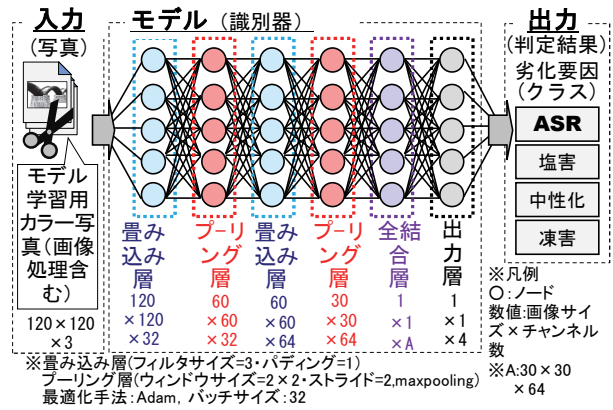 入力
(写真)
モデル
学習用
カラー写
真(画像
処理含
む)
120×120
×3
モデル（識別器）
畳み
込み
層
120
×120
×32
プーリ
ング
層
60
×60
×32
畳み
込み
層
60
×60
×64
プーリ
ング
層
30
×30
×64
全結
合層
1
×1
×A
出
力
層
1
×1
×4
出力
(判定結果)
劣化要因
(クラス)
ASR
塩害
中性化
凍害
※凡例
○:ノード
数値:画像サイ
ズ×チャンネル
数
※A:30×30
×64
※畳み込み層(フィルタサイズ=3・パディング=1)
プーリング層(ウィンドウサイズ=2×2・ストライド=2,maxpooling)
最適化手法:Adam, バッチサイズ:32